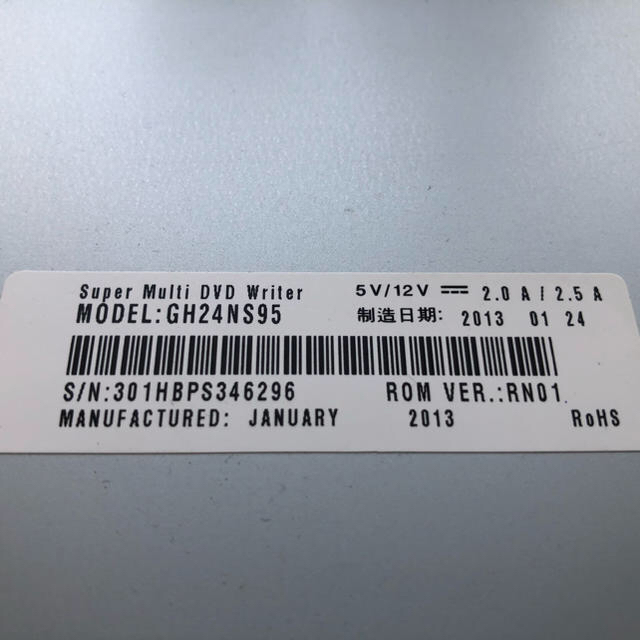 Super Multi DVD Writer 5V/12V ⎓ 2.0 A / 2.5 A
MODEL:GH24NS95 制造日期: 2013 01 24
S/N:301HBPS346296 ROM VER.:RN01
MANUFACTURED: JANUARY 2013 RoHS